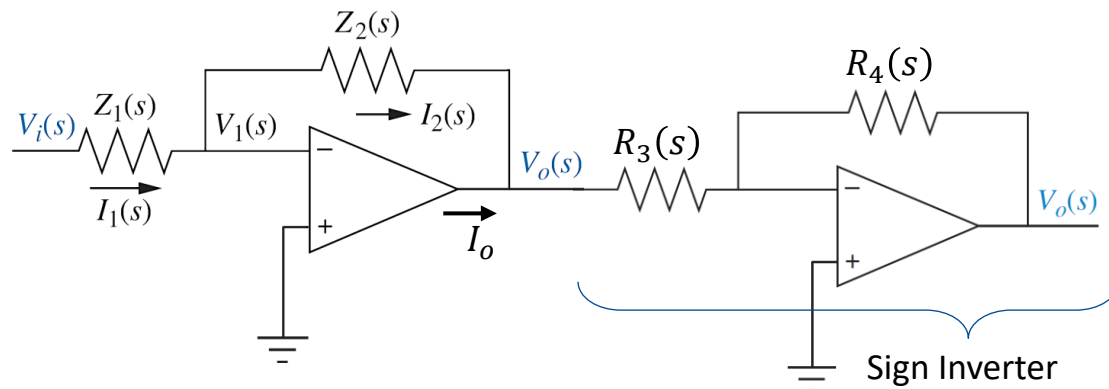 Z₂(s)
R₄(s)
Z₁(s)
Vᵢ(s)
V₁(s)
I₂(s)
R₃(s)
−
Vₒ(s)
−
Vₒ(s)
I₁(s)
+
Iₒ
+
Sign Inverter